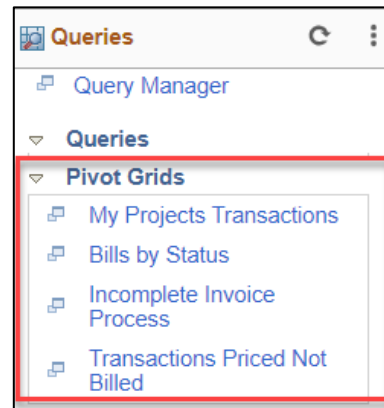 Queries
Query Manager
Queries
Pivot Grids
My Projects Transactions
Bills by Status
Incomplete Invoice
Process
Transactions Priced Not
Billed